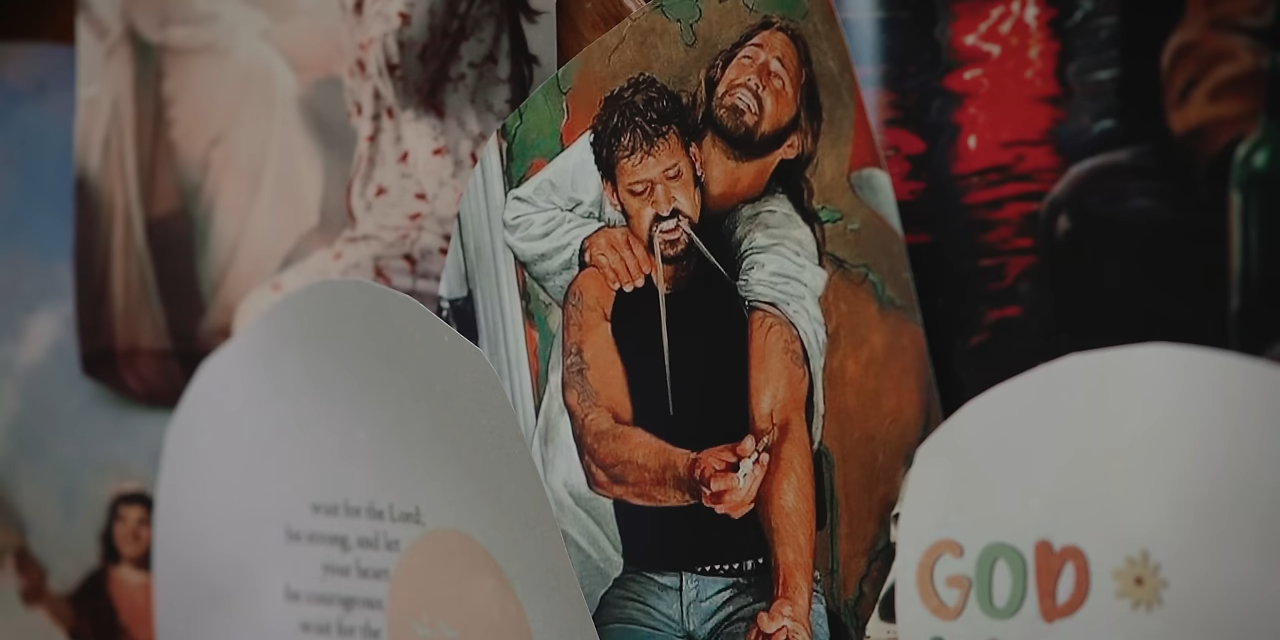 wait for the Lord;
be strong, and let
your heart
be courageous;
wait for the
GOD